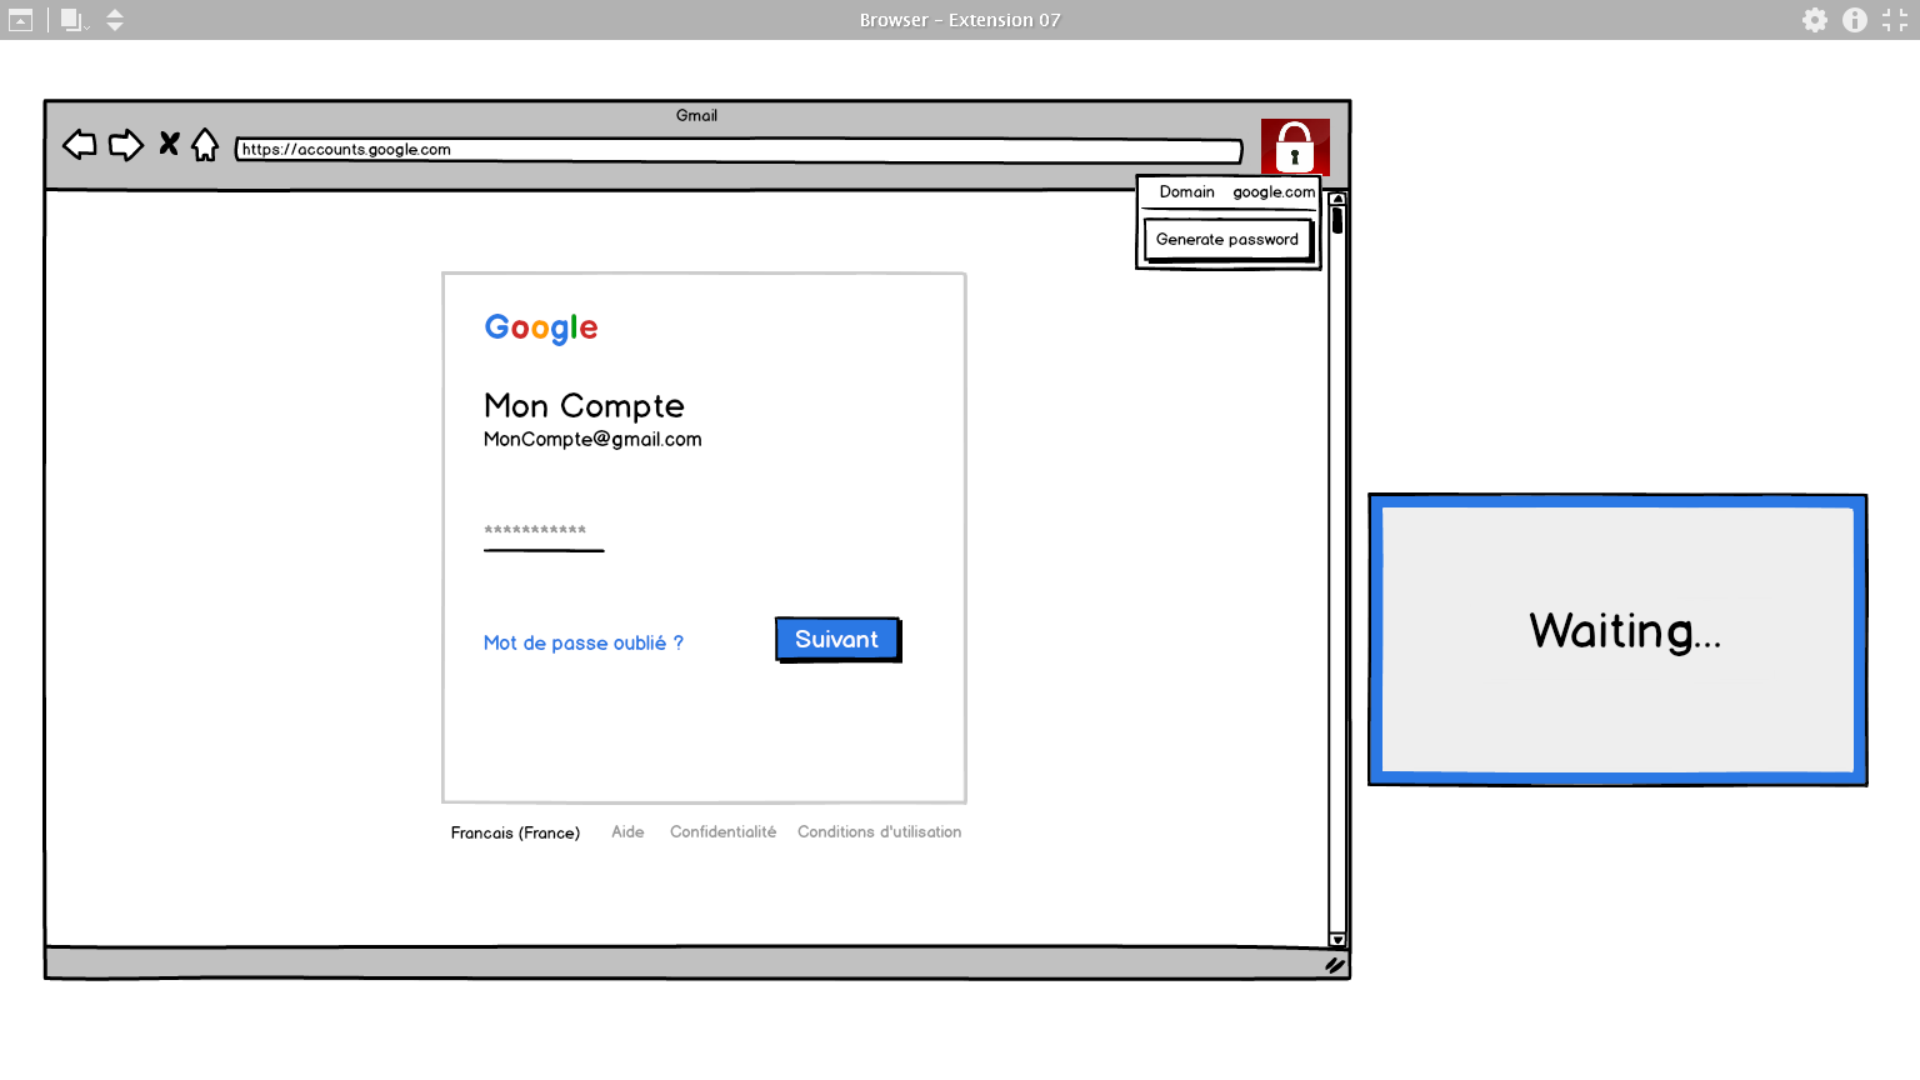 Browser – Extension 07
Gmail
https://accounts.google.com
Domain google.com
Generate password
Google
Mon Compte
MonCompte@gmail.com
***********
Mot de passe oublié ?
Suivant
Waiting...
Francais (France) Aide Confidentialité Conditions d'utilisation